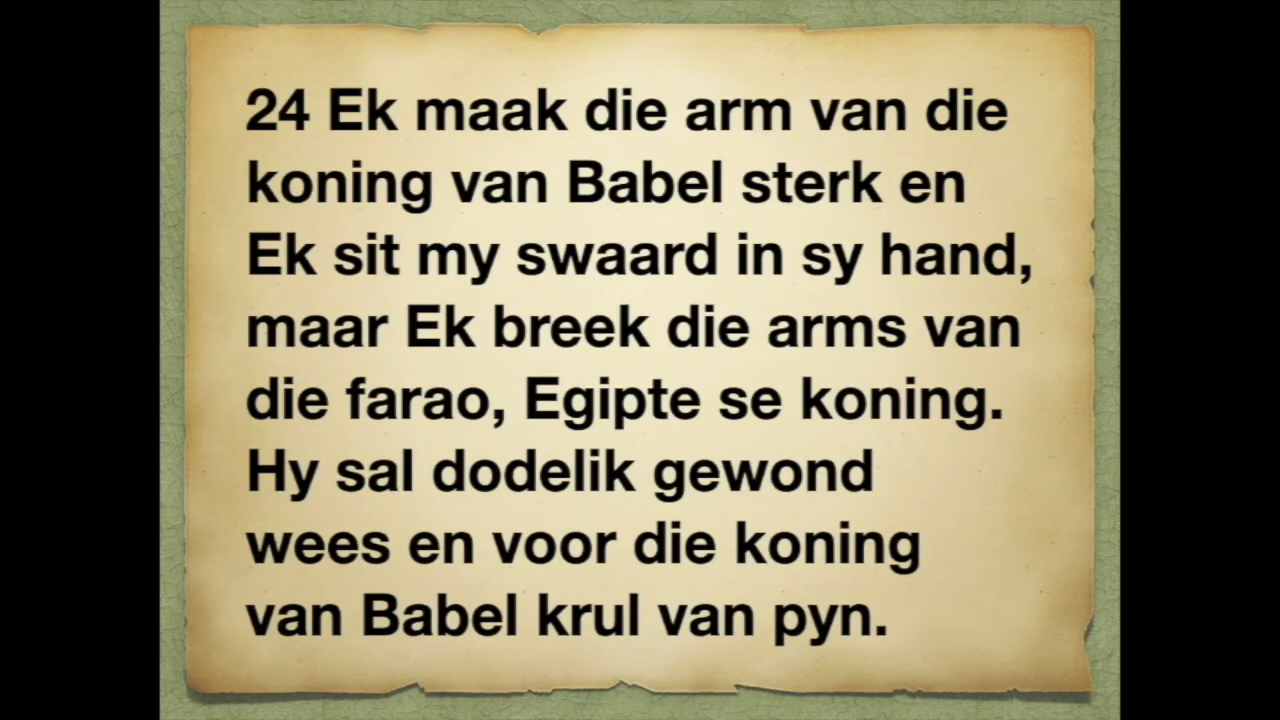 24 Ek maak die arm van die
koning van Babel sterk en
Ek sit my swaard in sy hand,
maar Ek breek die arms van
die farao, Egipte se koning.
Hy sal dodelik gewond
wees en voor die koning
van Babel krul van pyn.